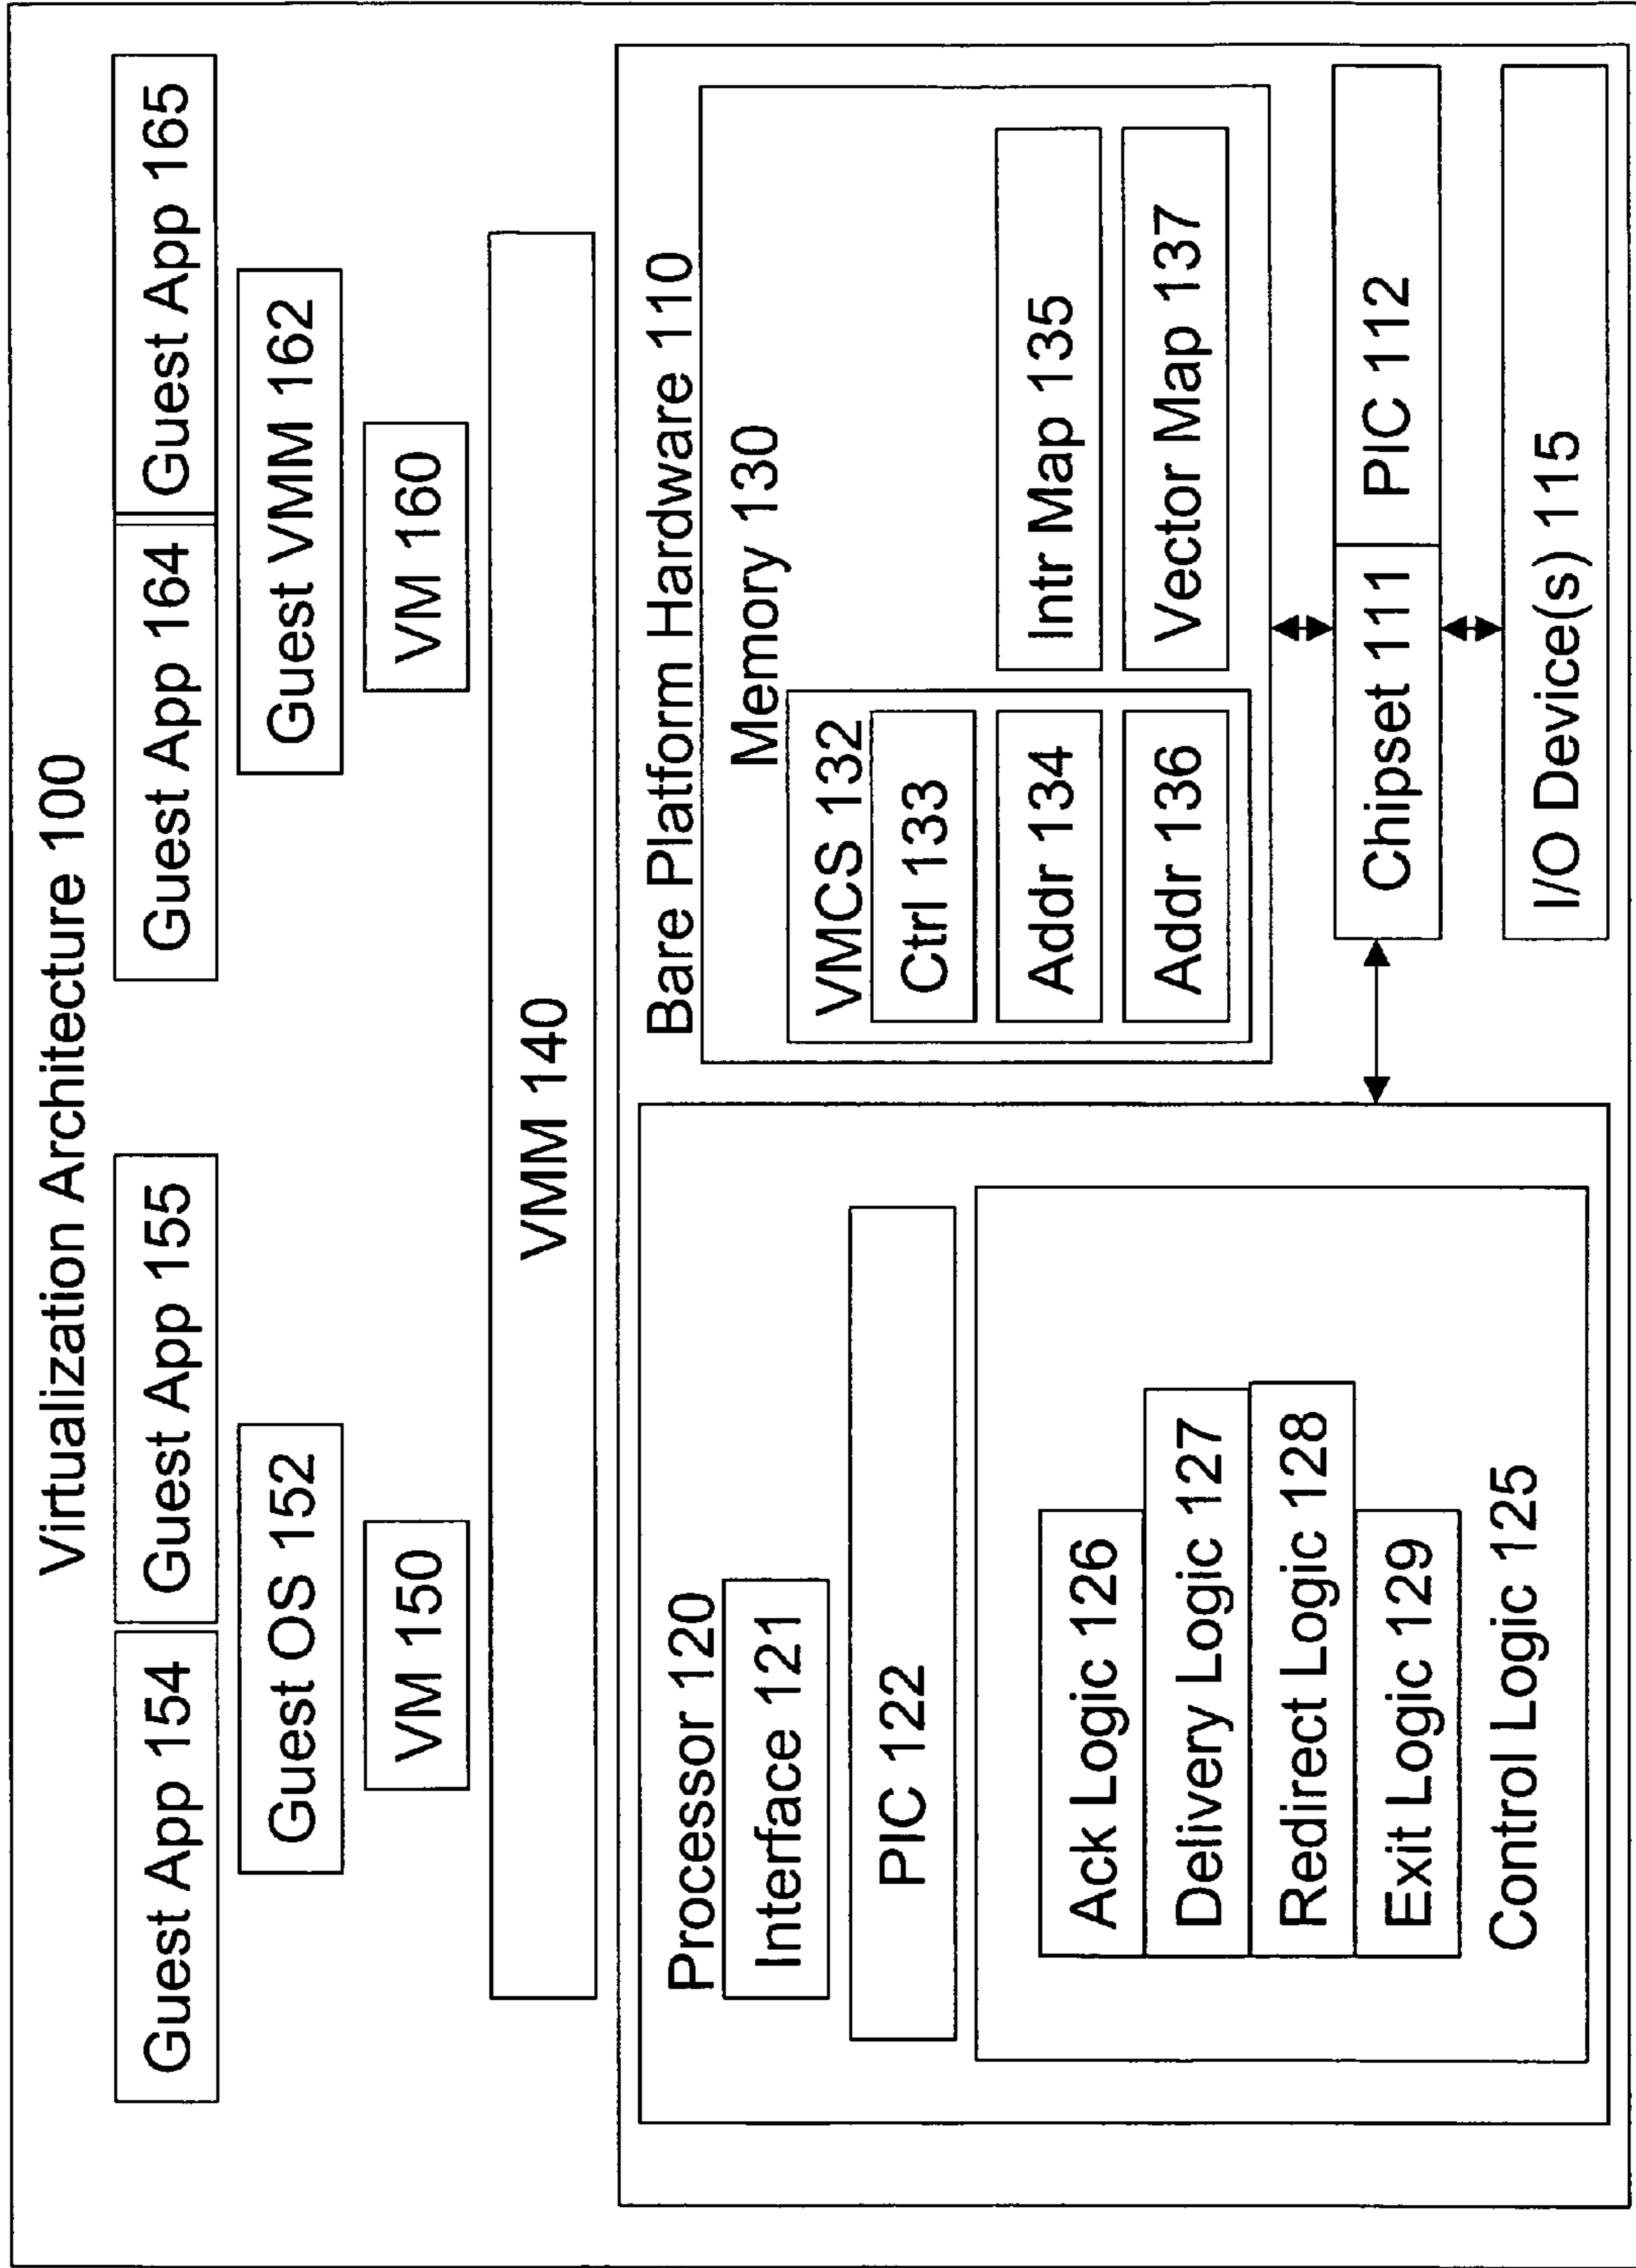 Virtualization Architecture 100
Guest App 154
Guest App 155
Guest App 164
Guest App 165
Guest OS 152
Guest VMM 162
VM 150
VM 160
VMM 140
Bare Platform Hardware 110
Processor 120
Interface 121
PIC 122
Ack Logic 126
Delivery Logic 127
Redirect Logic 128
Exit Logic 129
Control Logic 125
Memory 130
VMCS 132
Ctrl 133
Addr 134
Intr Map 135
Addr 136
Vector Map 137
Chipset 111
PIC 112
I/O Device(s) 115